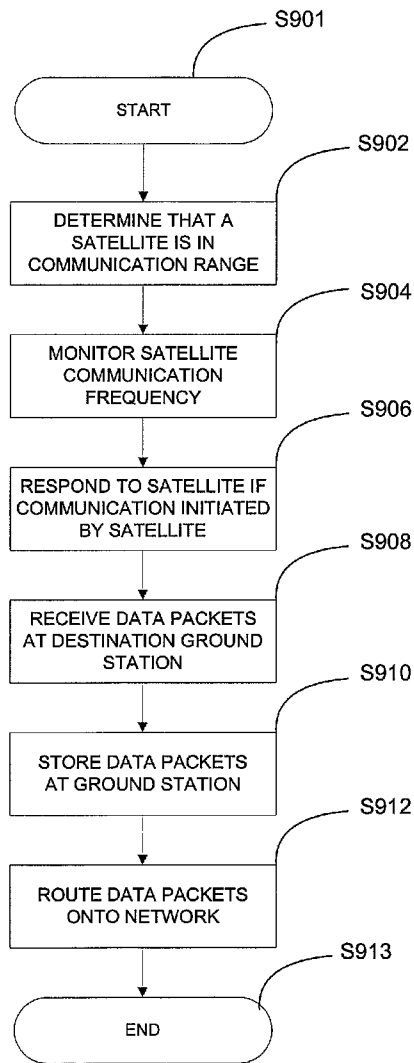 S901
START
S902
DETERMINE THAT A
SATELLITE IS IN
COMMUNICATION RANGE
S904
MONITOR SATELLITE
COMMUNICATION
FREQUENCY
S906
RESPOND TO SATELLITE IF
COMMUNICATION INITIATED
BY SATELLITE
S908
RECEIVE DATA PACKETS
AT DESTINATION GROUND
STATION
S910
STORE DATA PACKETS
AT GROUND STATION
S912
ROUTE DATA PACKETS
ONTO NETWORK
S913
END